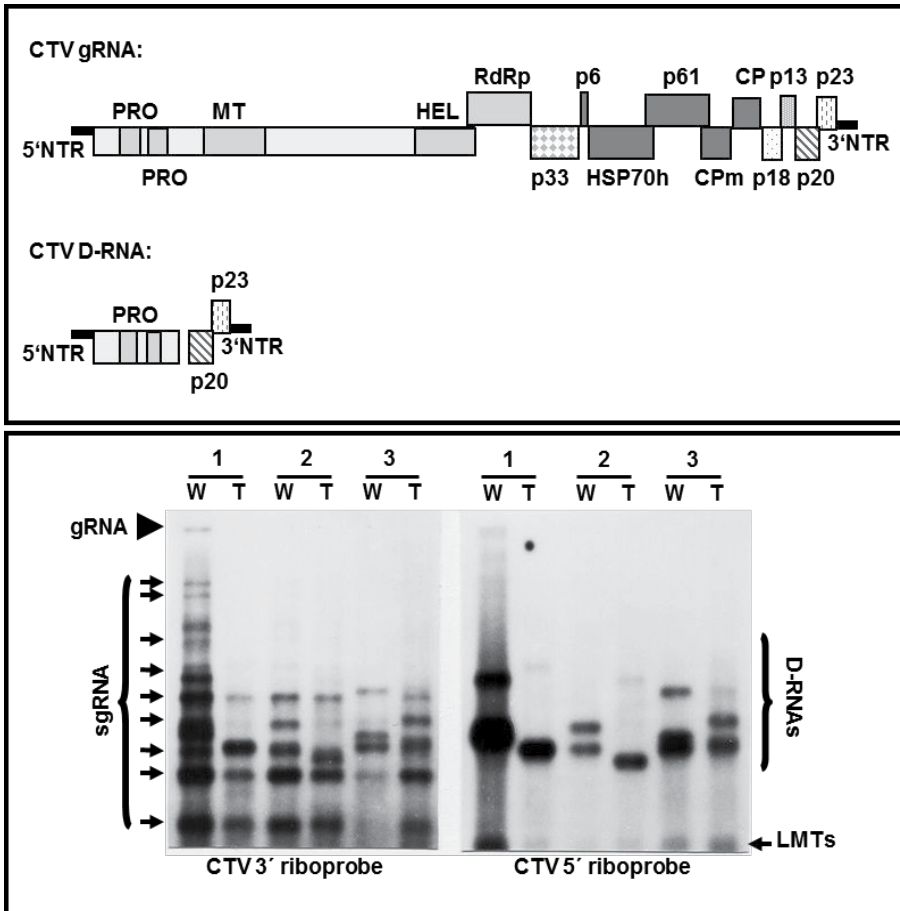 CTV gRNA:
RdRp p6 p61 CP p13 p23
PRO MT HEL
5‘NTR 3‘NTR
PRO p33 HSP70h CPm p18 p20
CTV D-RNA:
p23
PRO
5‘NTR 3‘NTR
p20
1 2 3 1 2 3
W T W T W T W T W T W T
gRNA
sgRNA
D-RNAs
LMTs
CTV 3´ riboprobe CTV 5´ riboprobe